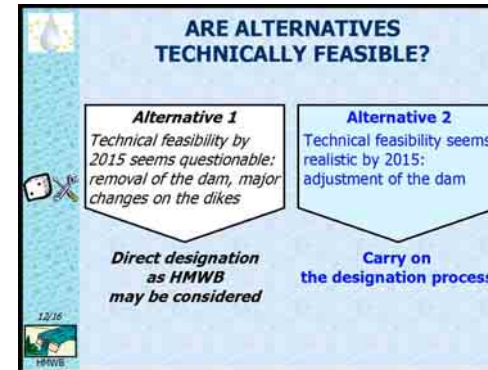 ARE ALTERNATIVES
TECHNICALLY FEASIBLE?
Alternative 1
Technical feasibility by
2015 seems questionable:
removal of the dam, major
changes on the dikes
Direct designation
as HMWB
may be considered
Alternative 2
Technical feasibility seems
realistic by 2015:
adjustment of the dam
Carry on
the designation process
12/16
HMWB